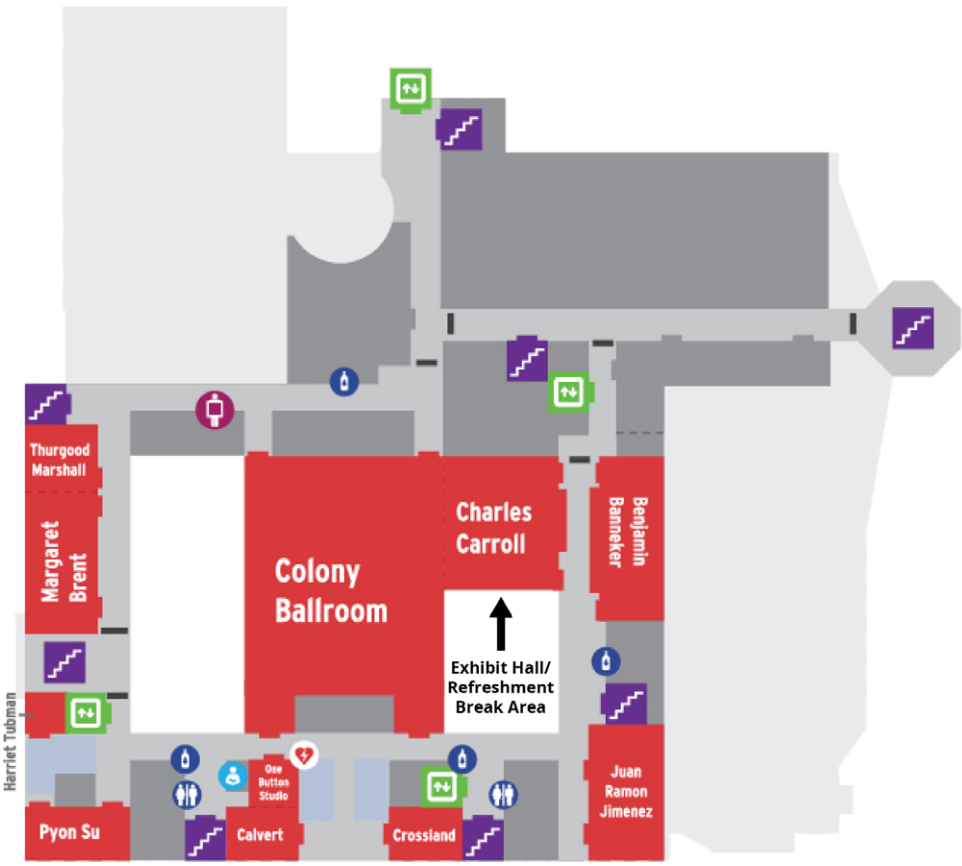 Thurgood
Marshall
Margaret
Brent
Colony
Ballroom
Charles
Carroll
Benjamin
Banneker
Exhibit Hall/
Refreshment
Break Area
Harriet Tubman
One
Button
Studio
Juan
Ramon
Jimenez
Pyon Su
Calvert
Crossland